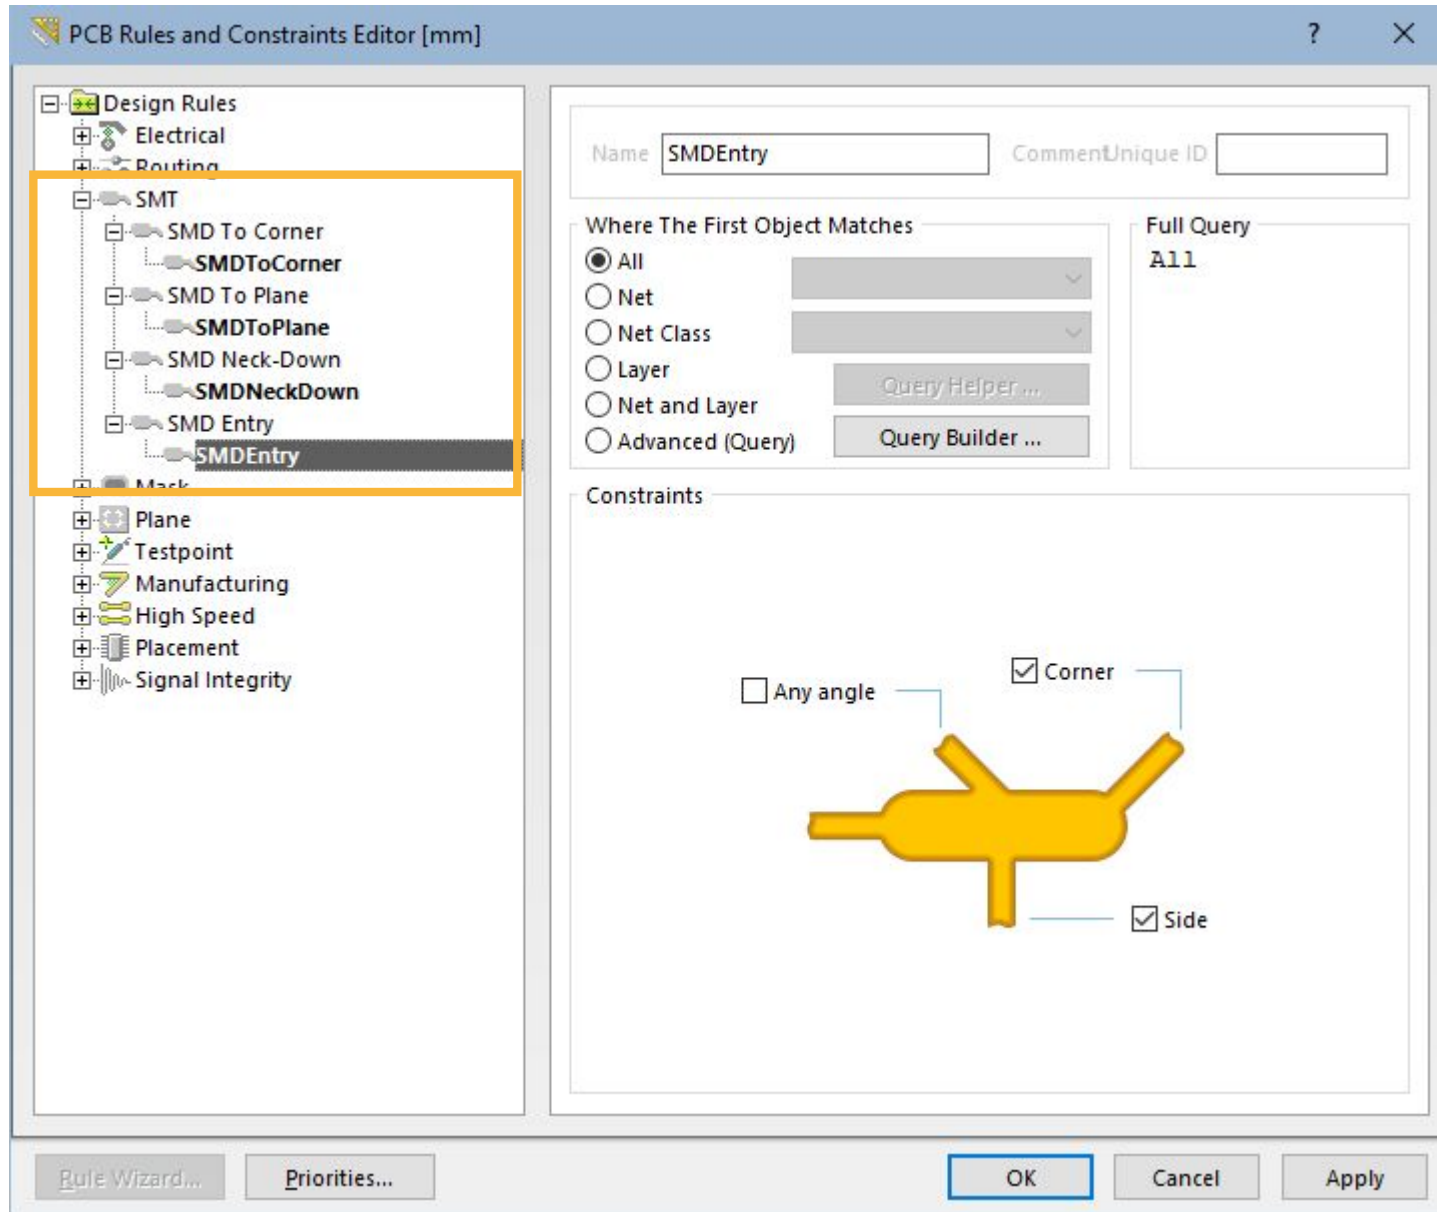 PCB Rules and Constraints Editor [mm]
?
Design Rules
Electrical
Routing
SMT
SMD To Corner
SMDToCorner
SMD To Plane
SMDToPlane
SMD Neck-Down
SMDNeckDown
SMD Entry
SMDEntry
Mask
Plane
Testpoint
Manufacturing
High Speed
Placement
Signal Integrity
Name SMDEntry Comment Unique ID
Where The First Object Matches
All
Net
Net Class
Layer
Net and Layer
Advanced (Query)
Query Helper ...
Query Builder ...
Full Query
All
Constraints
Any angle
Corner
Side
Rule Wizard... Priorities... OK Cancel Apply